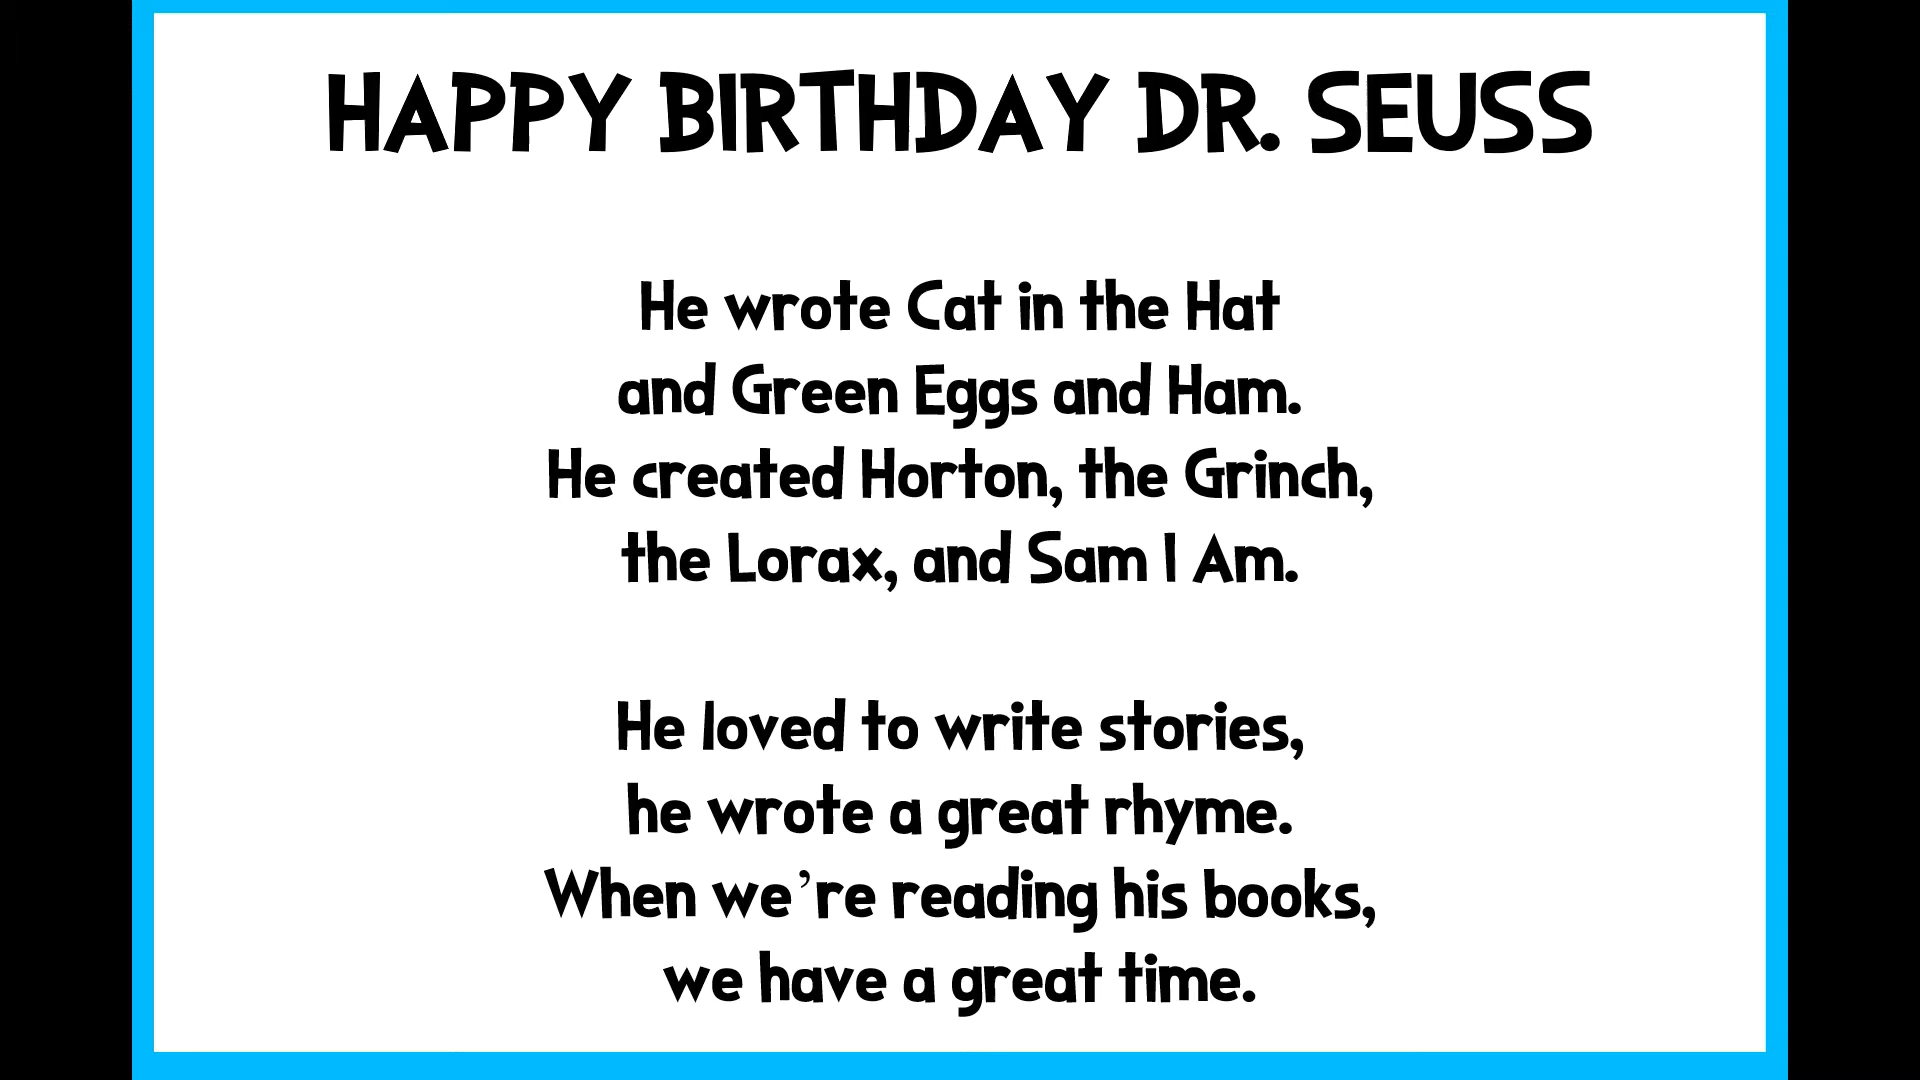 HAPPY BIRTHDAY DR. SEUSS
He wrote Cat in the Hat
and Green Eggs and Ham.
He created Horton, the Grinch,
the Lorax, and Sam I Am.
He loved to write stories,
he wrote a great rhyme.
When we’re reading his books,
we have a great time.